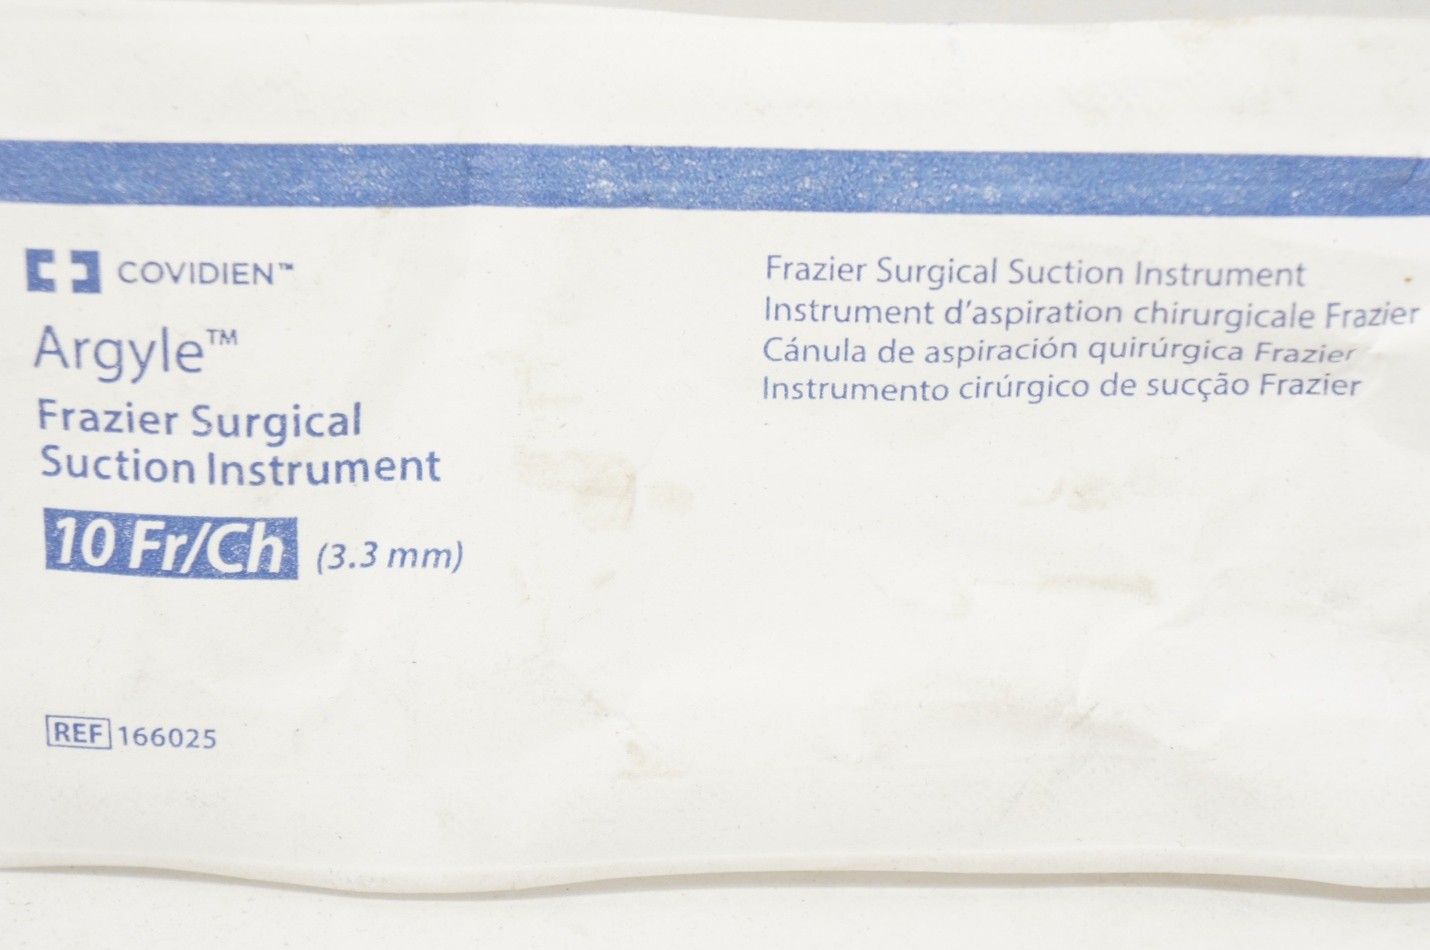 COVIDIEN™
Argyle™
Frazier Surgical
Suction Instrument
10 Fr/Ch (3.3 mm)
REF 166025
Frazier Surgical Suction Instrument
Instrument d'aspiration chirurgicale Frazier
Cánula de aspiración quirúrgica Frazier
Instrumento cirúrgico de sucção Frazier